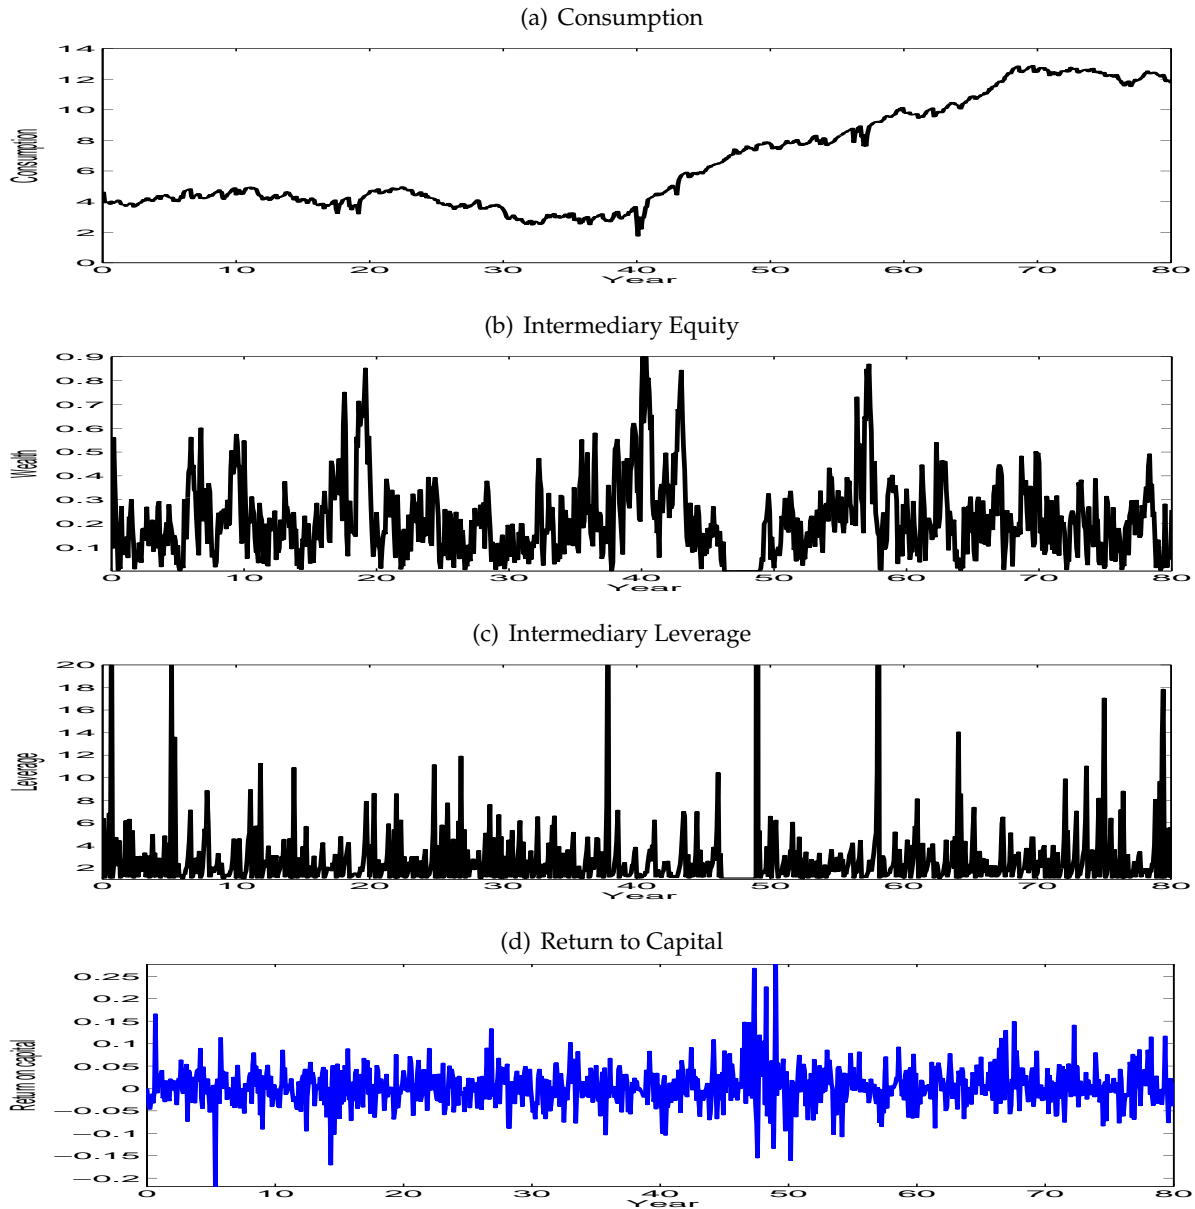 (a) Consumption
14
12
10
8
6
4
2
0
Consumption
0 10 20 30 40 50 60 70 80
Year
(b) Intermediary Equity
0.9
0.8
0.7
0.6
0.5
0.4
0.3
0.2
0.1
Wealth
0 10 20 30 40 50 60 70 80
Year
(c) Intermediary Leverage
20
18
16
14
12
10
8
6
4
2
Leverage
0 10 20 30 40 50 60 70 80
Year
(d) Return to Capital
0.25
0.2
0.15
0.1
0.05
0
−0.05
−0.1
−0.15
−0.2
Return on capital
0 10 20 30 40 50 60 70 80
Year